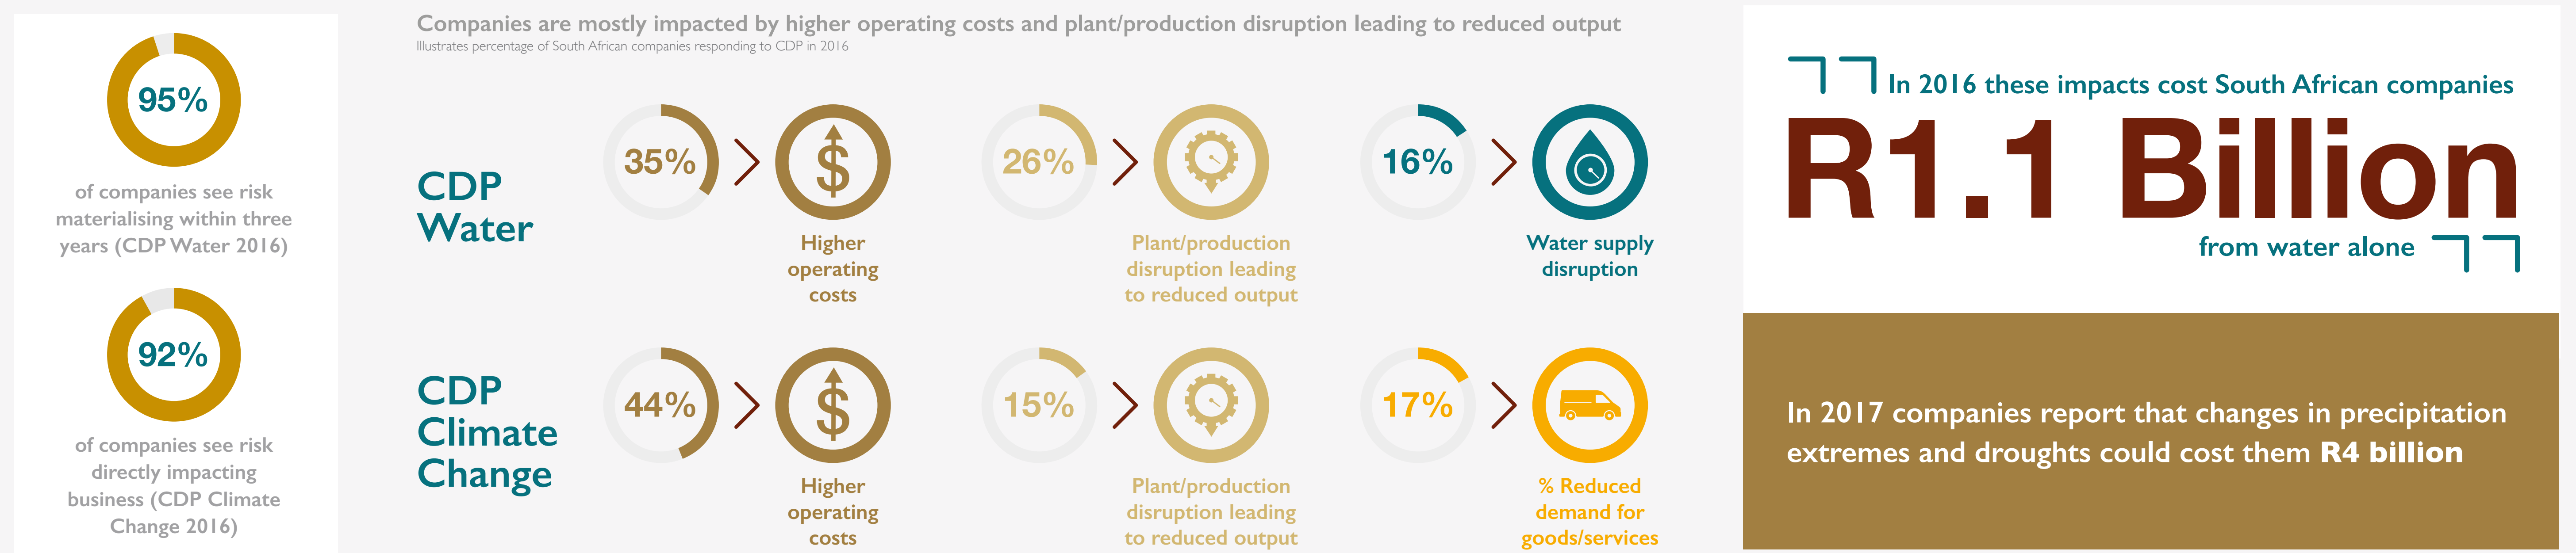 95%
of companies see risk
materialising within three
years (CDP Water 2016)
92%
of companies see risk
directly impacting
business (CDP Climate
Change 2016)
Companies are mostly impacted by higher operating costs and plant/production disruption leading to reduced output
Illustrates percentage of South African companies responding to CDP in 2016
CDP
Water
35%
$
Higher
operating
costs
26%
Plant/production
disruption leading
to reduced output
16%
Water supply
disruption
CDP
Climate
Change
44%
$
Higher
operating
costs
15%
Plant/production
disruption leading
to reduced output
17%
% Reduced
demand for
goods/services
In 2016 these impacts cost South African companies
R1.1 Billion
from water alone
In 2017 companies report that changes in precipitation
extremes and droughts could cost them R4 billion